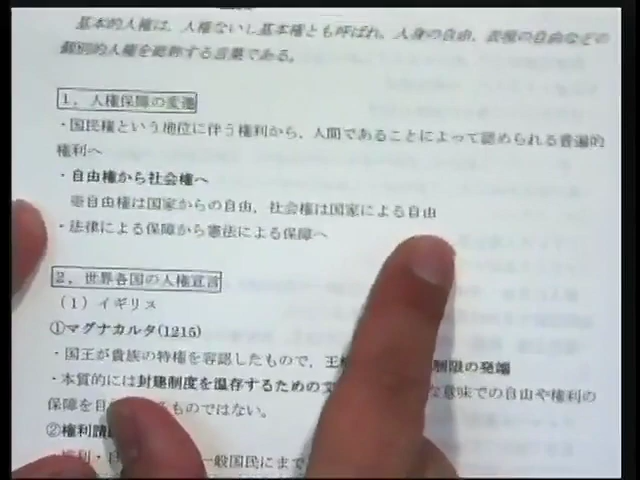 基本的人権は、人権ないし基本権とも呼ばれ、人身の自由、表現の自由などの
個別的人権を総称する言葉である。
1．人権保障の変遷
・国民権という地位に伴う権利から、人間であることによって認められる普遍的
権利へ
・自由権から社会権へ
※自由権は国家からの自由、社会権は国家による自由
・法律による保障から憲法による保障へ
2．世界各国の人権宣言
（1）イギリス
①マグナカルタ(1215)
・国王が貴族の特権を容認したもので、王 制限の発端
・本質的には封建制度を温存するための文 な意味での自由や権利の
保障を目 るものではない。
②権利請
・権利・自 一般国民にまで